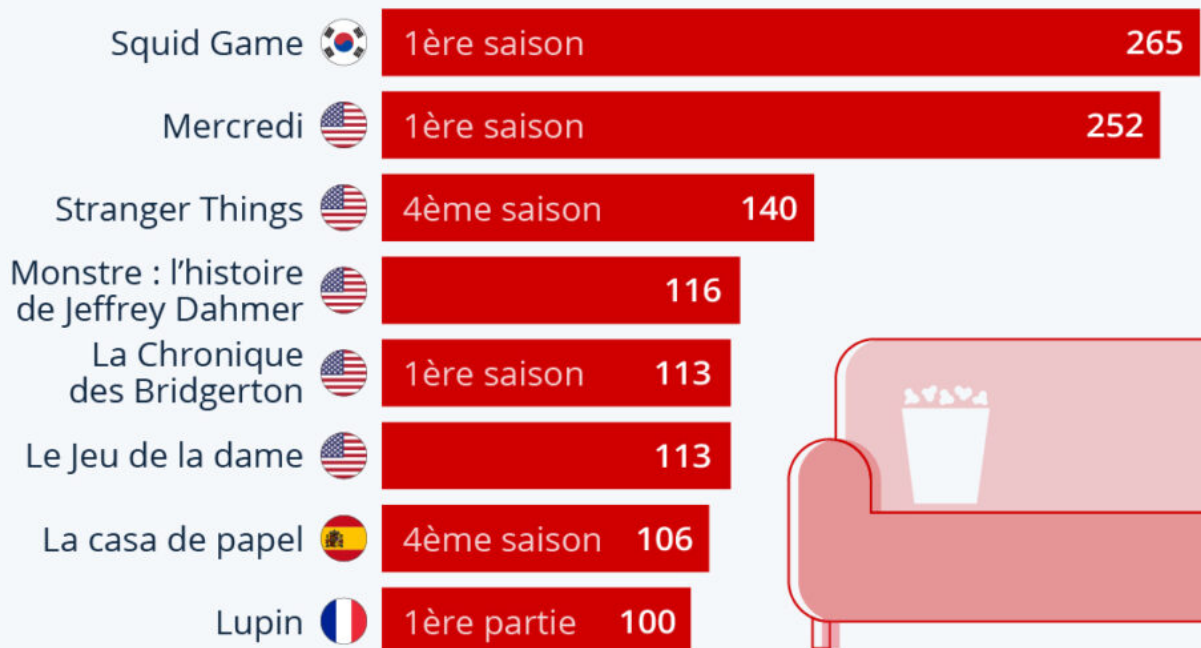 Squid Game 1ère saison 265
Mercredi 1ère saison 252
Stranger Things 4ème saison 140
Monstre : l’histoire
de Jeffrey Dahmer 116
La Chronique
des Bridgerton 1ère saison 113
Le Jeu de la dame 113
La casa de papel 4ème saison 106
Lupin 1ère partie 100